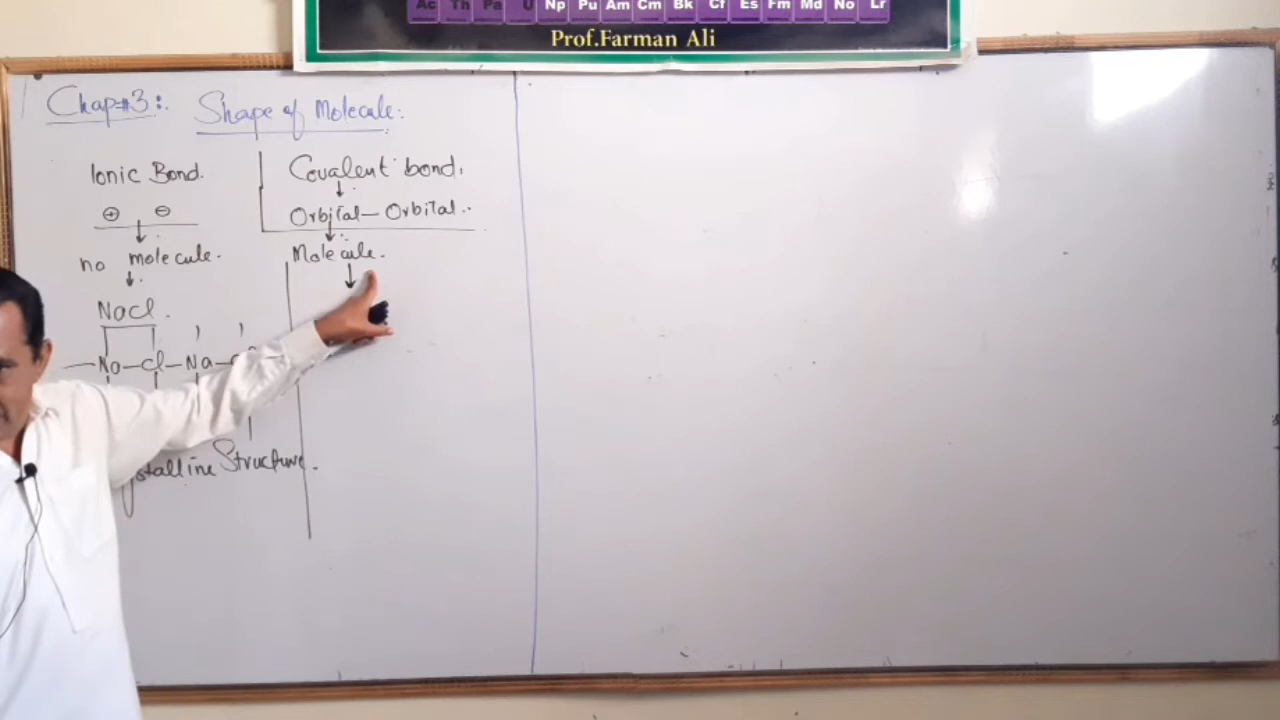 Ac Th Pa U Np Pu Am Cm Bk Cf Es Fm Md No Lr
Prof.Farman Ali
Chap#3:. Shape of Molecule:
Ionic Bond.
+ -
no molecule.
NaCl.
Na-Cl-Na-
Structure.
Covalent bond.
Orbital-Orbital..
Molecule.